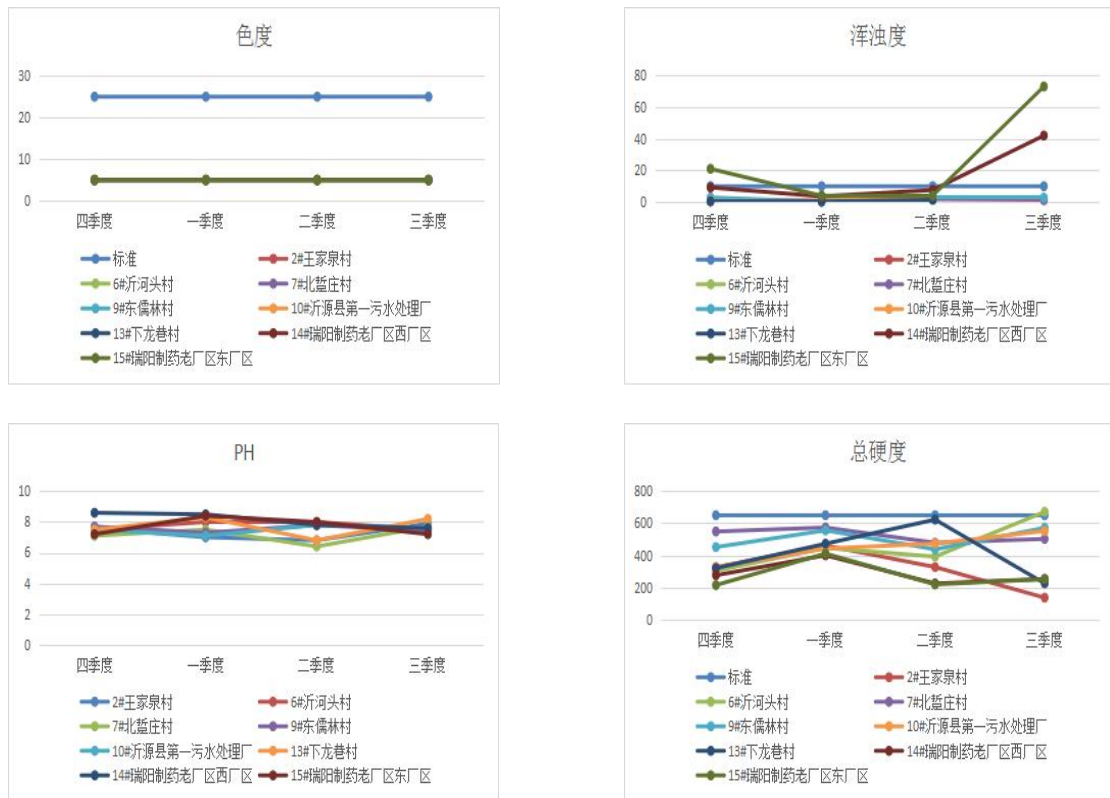 色度
30
25
20
15
10
5
0
四季度 一季度 二季度 三季度
标准 2#王家泉村
6#沂河头村 7#北蜇庄村
9#东儒林村 10#沂源县第一污水处理厂
13#下龙巷村 14#瑞阳制药老厂区西厂区
15#瑞阳制药老厂区东厂区
浑浊度
80
60
40
20
0
四季度 一季度 二季度 三季度
标准 2#王家泉村
6#沂河头村 7#北蜇庄村
9#东儒林村 10#沂源县第一污水处理厂
13#下龙巷村 14#瑞阳制药老厂区西厂区
15#瑞阳制药老厂区东厂区
PH
10
8
6
4
2
0
四季度 一季度 二季度 三季度
2#王家泉村 6#沂河头村
7#北蜇庄村 9#东儒林村
10#沂源县第一污水处理厂 13#下龙巷村
14#瑞阳制药老厂区西厂区 15#瑞阳制药老厂区东厂区
总硬度
800
600
400
200
0
四季度 一季度 二季度 三季度
标准 2#王家泉村
6#沂河头村 7#北蜇庄村
9#东儒林村 10#沂源县第一污水处理厂
13#下龙巷村 14#瑞阳制药老厂区西厂区
15#瑞阳制药老厂区东厂区